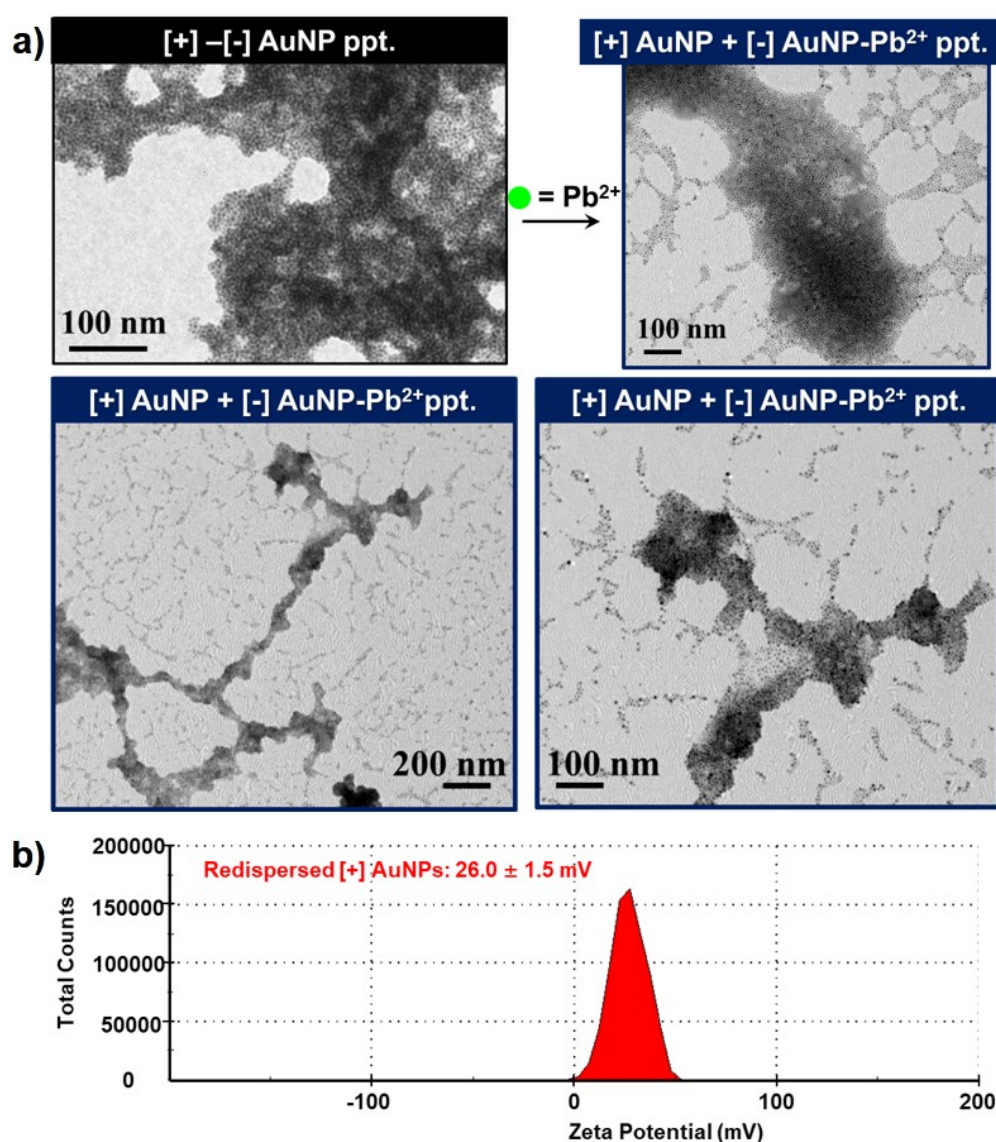 a)
[+] –[-] AuNP ppt.
[+] AuNP + [-] AuNP-Pb²⁺ ppt.
100 nm
= Pb²⁺
100 nm
[+] AuNP + [-] AuNP-Pb²⁺ppt.
[+] AuNP + [-] AuNP-Pb²⁺ ppt.
200 nm
100 nm
b)
Redispersed [+] AuNPs: 26.0 ± 1.5 mV
Total Counts
200000
150000
100000
50000
0
-100
0
100
200
Zeta Potential (mV)